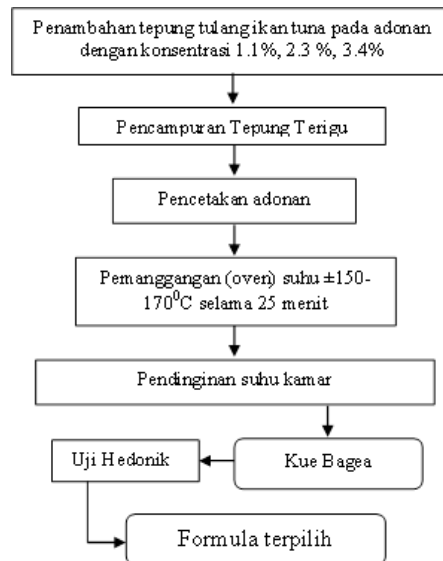 Penambahan tepung tulang ikan tuna pada adonan
dengan konsentrasi 1.1%, 2.3 %, 3.4%
Pencampuran Tepung Terigu
Pencetakan adonan
Pemanggangan (oven) suhu ±150-
170⁰C selama 25 menit
Pendinginan suhu kamar
Uji Hedonik
Kue Bagea
Formula terpilih